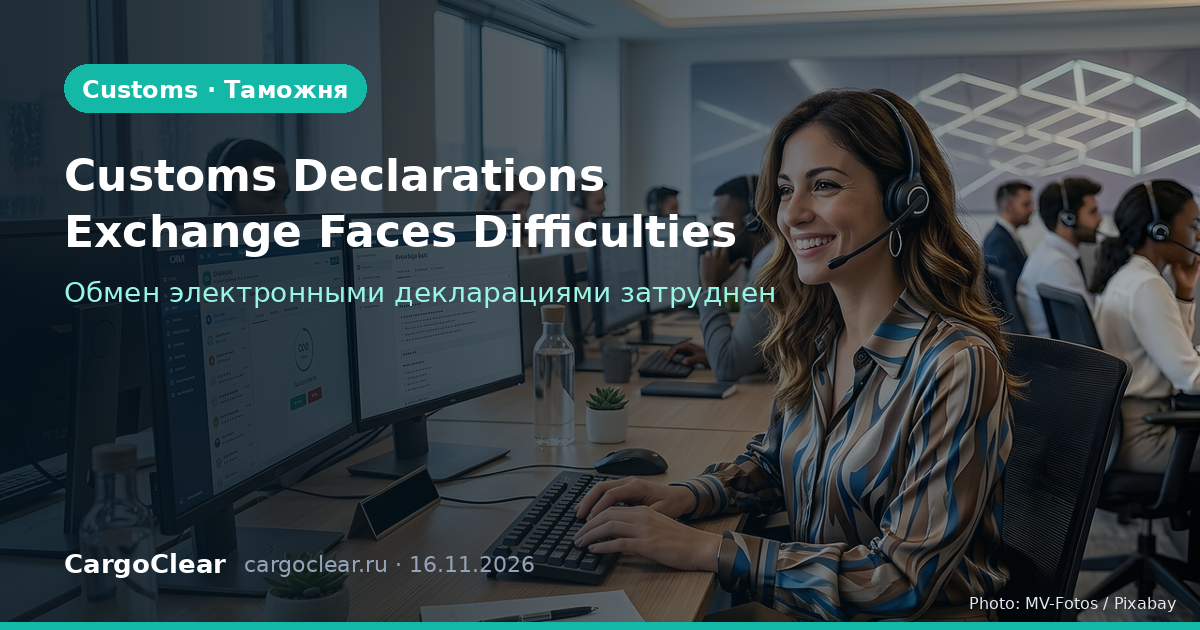 Customs · Таможня
Customs Declarations
Exchange Faces Difficulties
Обмен электронными декларациями затруднен
CargoClear cargoclear.ru · 16.11.2026
Photo: MV-Fotos / Pixabay